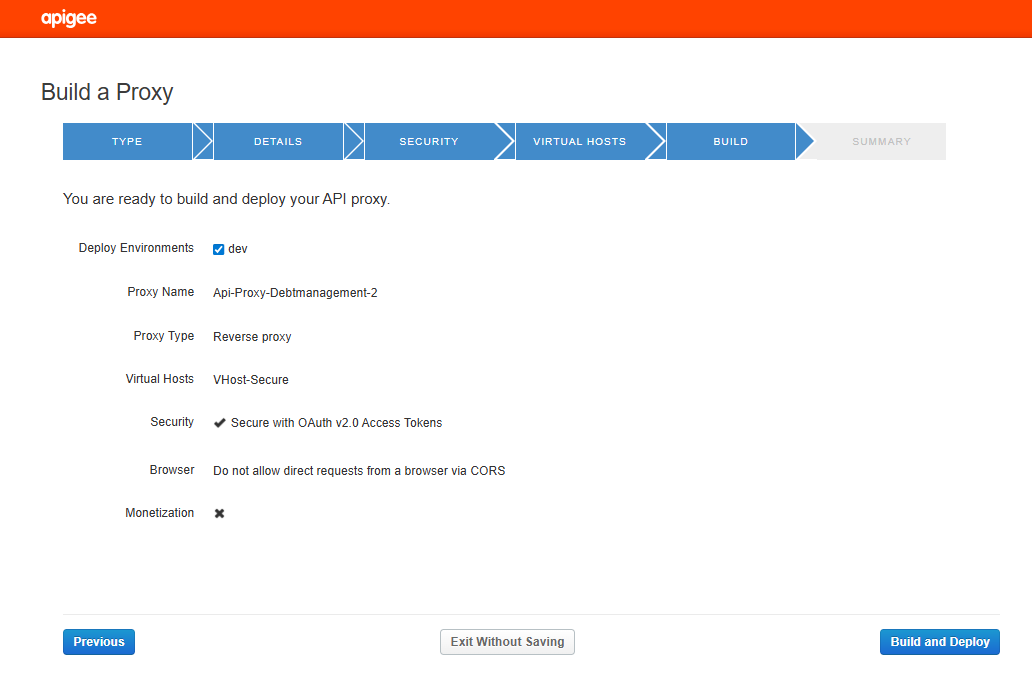 apigee
Build a Proxy
TYPE DETAILS SECURITY VIRTUAL HOSTS BUILD SUMMARY
You are ready to build and deploy your API proxy.
Deploy Environments dev
Proxy Name Api-Proxy-Debtmanagement-2
Proxy Type Reverse proxy
Virtual Hosts VHost-Secure
Security Secure with OAuth v2.0 Access Tokens
Browser Do not allow direct requests from a browser via CORS
Monetization
Previous Exit Without Saving Build and Deploy